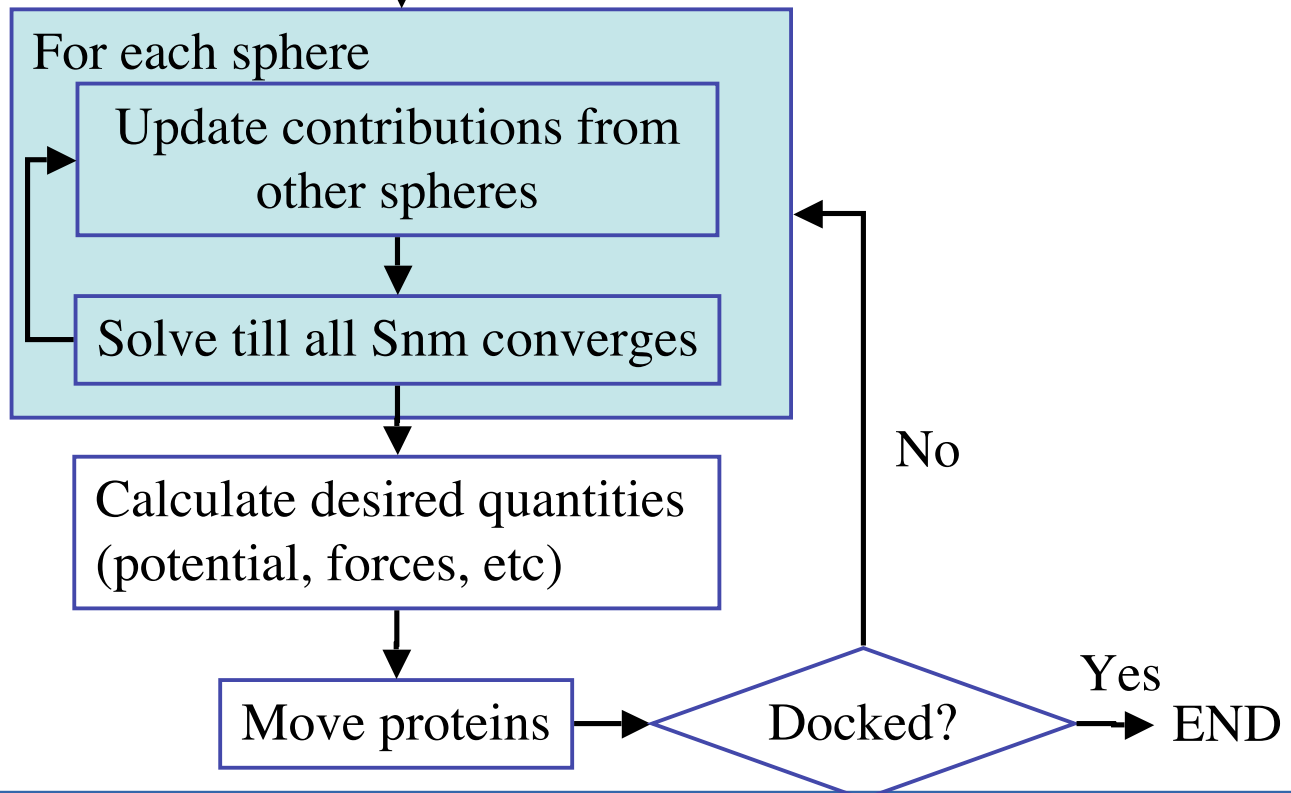 For each sphere
Update contributions from
other spheres
Solve till all Snm converges
No
Calculate desired quantities
(potential, forces, etc)
Yes
Move proteins
Docked?
END